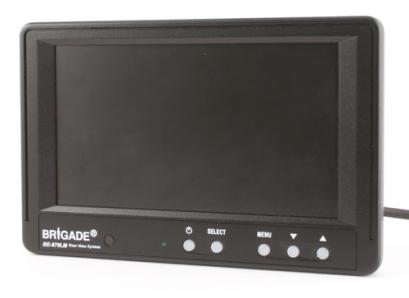 SELECT MENU
BRIGADE®
BE-870LM Rear View System